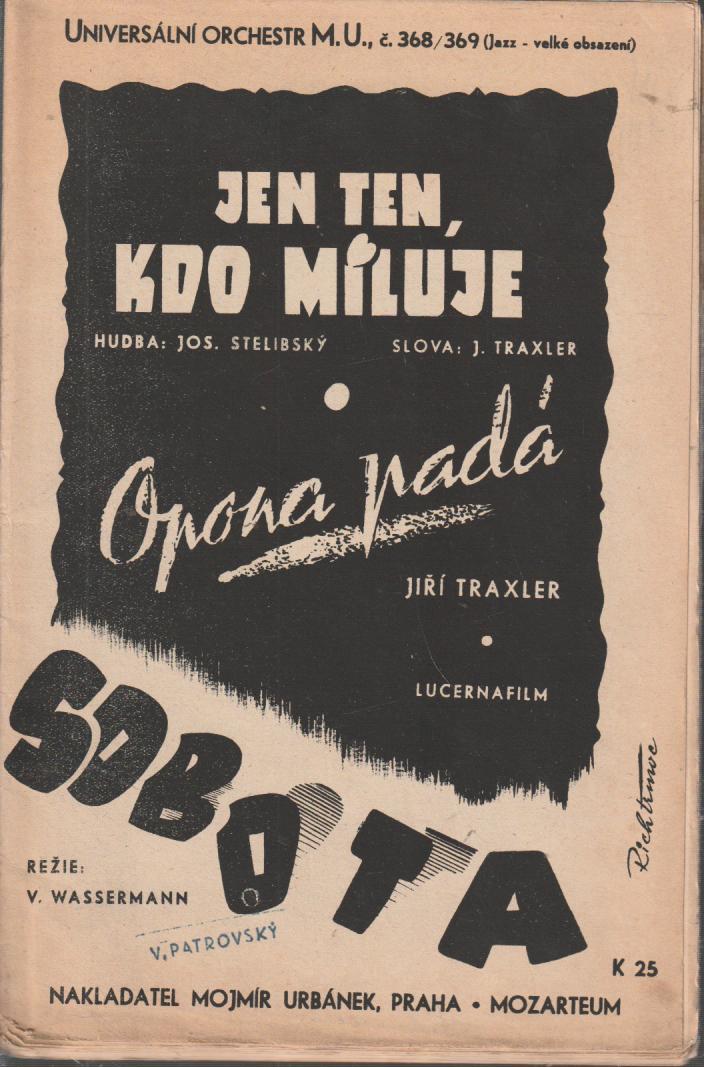 UNIVERSÁLNÍ ORCHESTR M.U., č. 368/369 (Jazz - velké obsazení)
JEN TEN,
KDO MILUJE
HUDBA: JOS. STELIBSKÝ SLOVA: J. TRAXLER
Opona padá
JIŘÍ TRAXLER
LUCERNAFILM
SOBOTA
Richtrmoc
REŽIE:
V. WASSERMANN
V. PATROVSKÝ
K 25
NAKLADATEL MOJMÍR URBÁNEK, PRAHA • MOZARTEUM